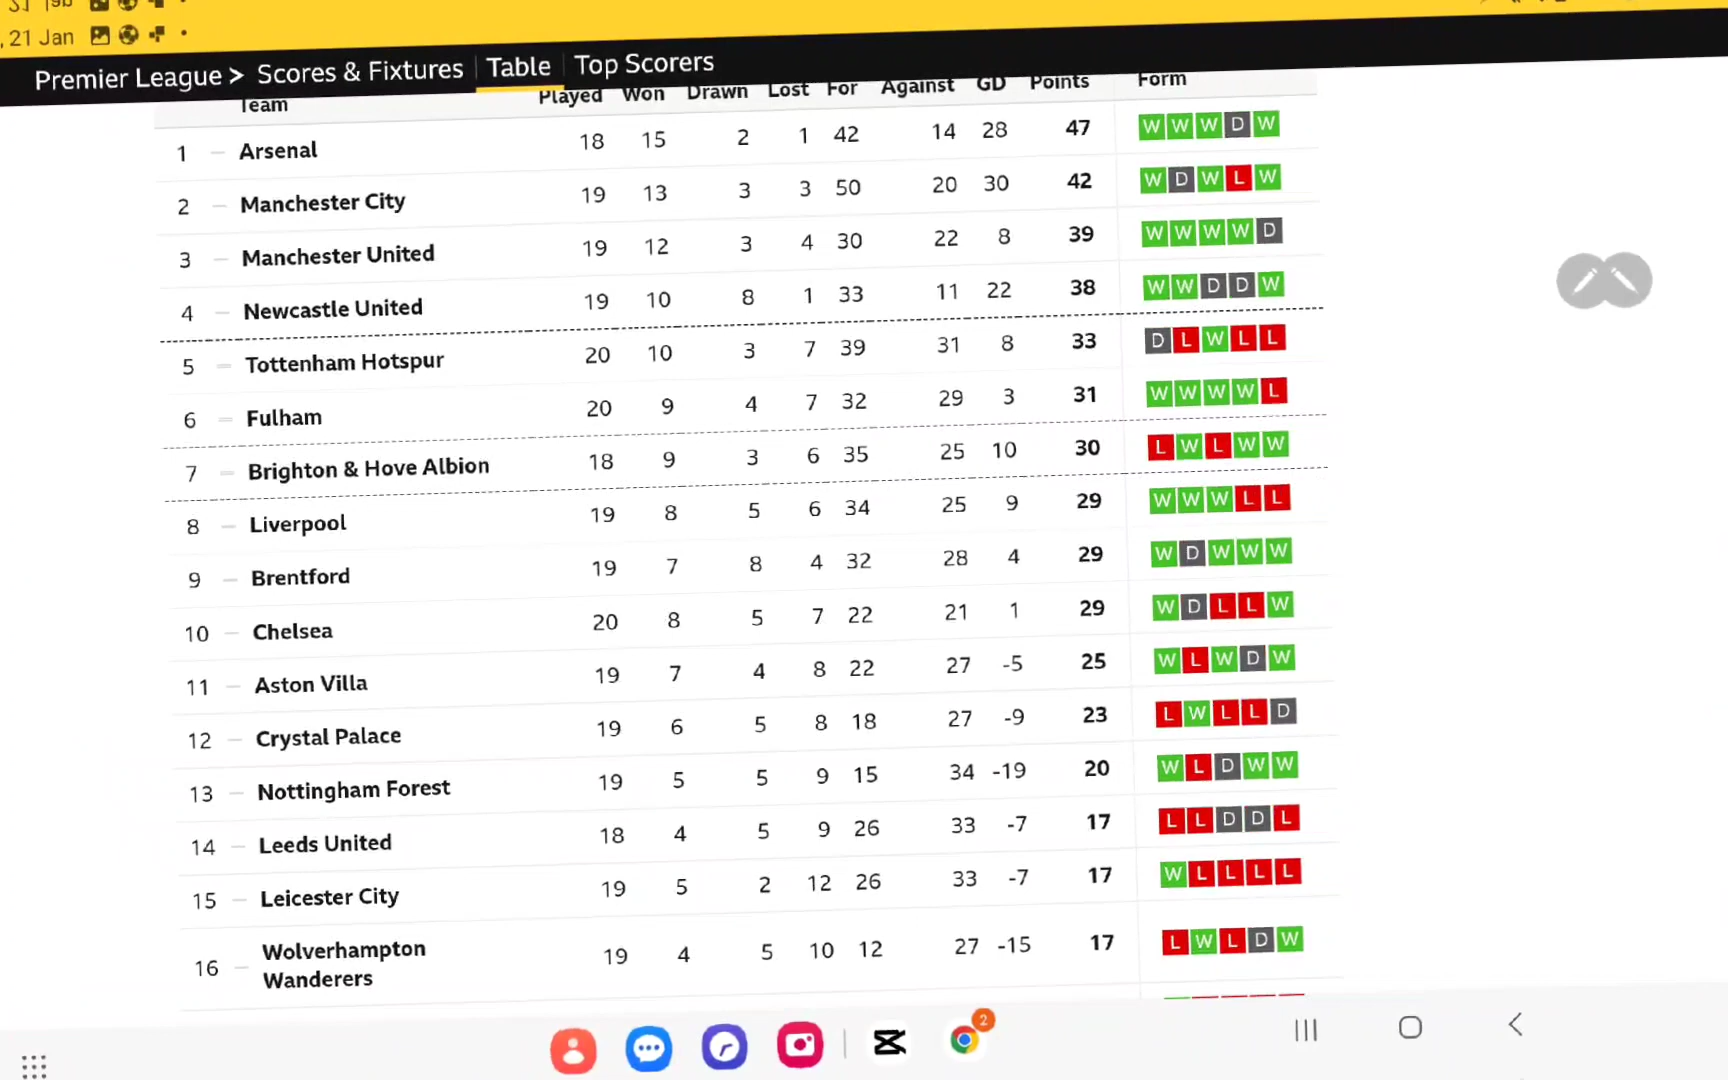 21 Jan
, 21 Jan
Premier League > Scores & Fixtures Table Top Scorers
Team Played Won Drawn Lost For Against GD Points Form
1 Arsenal 18 15 2 1 42 14 28 47 W W W D W
2 Manchester City 19 13 3 3 50 20 30 42 W D W L W
3 Manchester United 19 12 3 4 30 22 8 39 W W W W D
4 Newcastle United 19 10 8 1 33 11 22 38 W W D D W
5 Tottenham Hotspur 20 10 3 7 39 31 8 33 D L W L L
6 Fulham 20 9 4 7 32 29 3 31 W W W W L
7 Brighton & Hove Albion 18 9 3 6 35 25 10 30 L W L W W
8 Liverpool 19 8 5 6 34 25 9 29 W W W L L
9 Brentford 19 7 8 4 32 28 4 29 W D W W W
10 Chelsea 20 8 5 7 22 21 1 29 W D L L W
11 Aston Villa 19 7 4 8 22 27 -5 25 W L W D W
12 Crystal Palace 19 6 5 8 18 27 -9 23 L W L L D
13 Nottingham Forest 19 5 5 9 15 34 -19 20 W L D W W
14 Leeds United 18 4 5 9 26 33 -7 17 L L D D L
15 Leicester City 19 5 2 12 26 33 -7 17 W L L L L
16 Wolverhampton Wanderers 19 4 5 10 12 27 -15 17 L W L D W
2